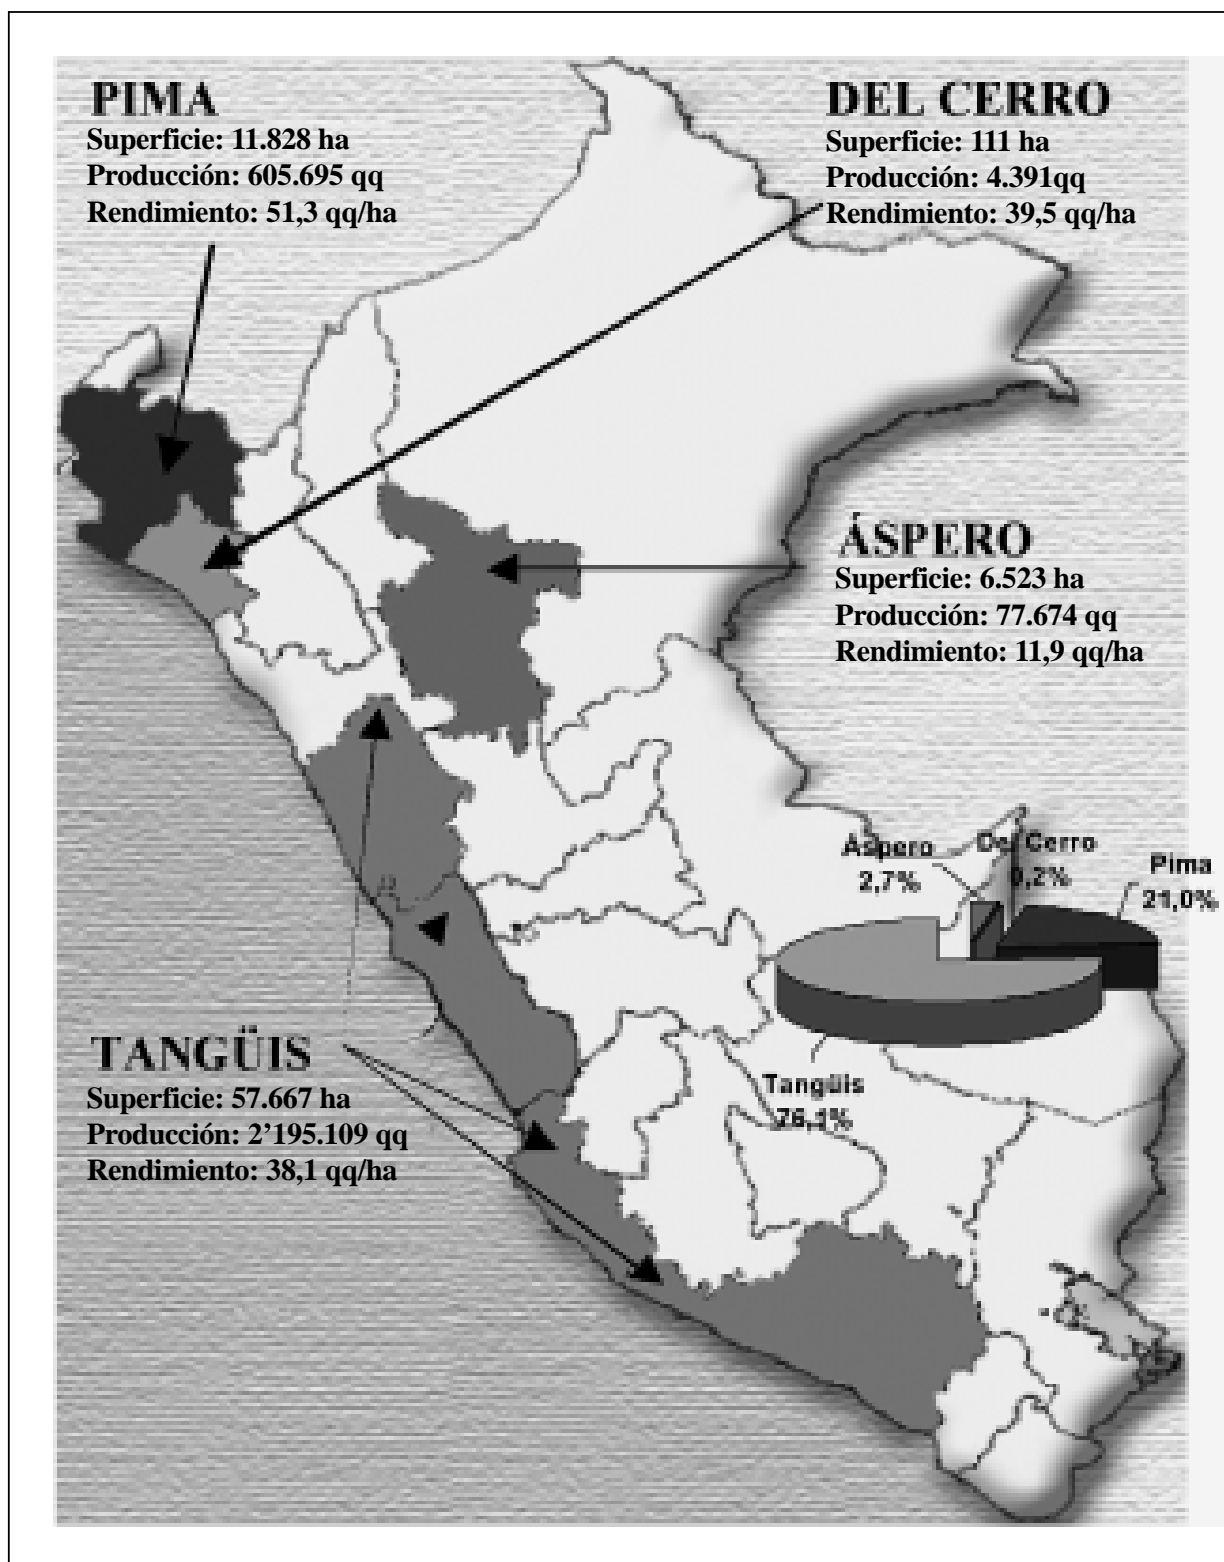 PIMA
Superficie: 11.828 ha
Producción: 605.695 qq
Rendimiento: 51,3 qq/ha
DEL CERRO
Superficie: 111 ha
Producción: 4.391qq
Rendimiento: 39,5 qq/ha
ÁSPERO
Superficie: 6.523 ha
Producción: 77.674 qq
Rendimiento: 11,9 qq/ha
Áspero
2,7%
Del Cerro
0,2%
Pima
21,0%
Tangüis
76,1%
TANGÜIS
Superficie: 57.667 ha
Producción: 2’195.109 qq
Rendimiento: 38,1 qq/ha